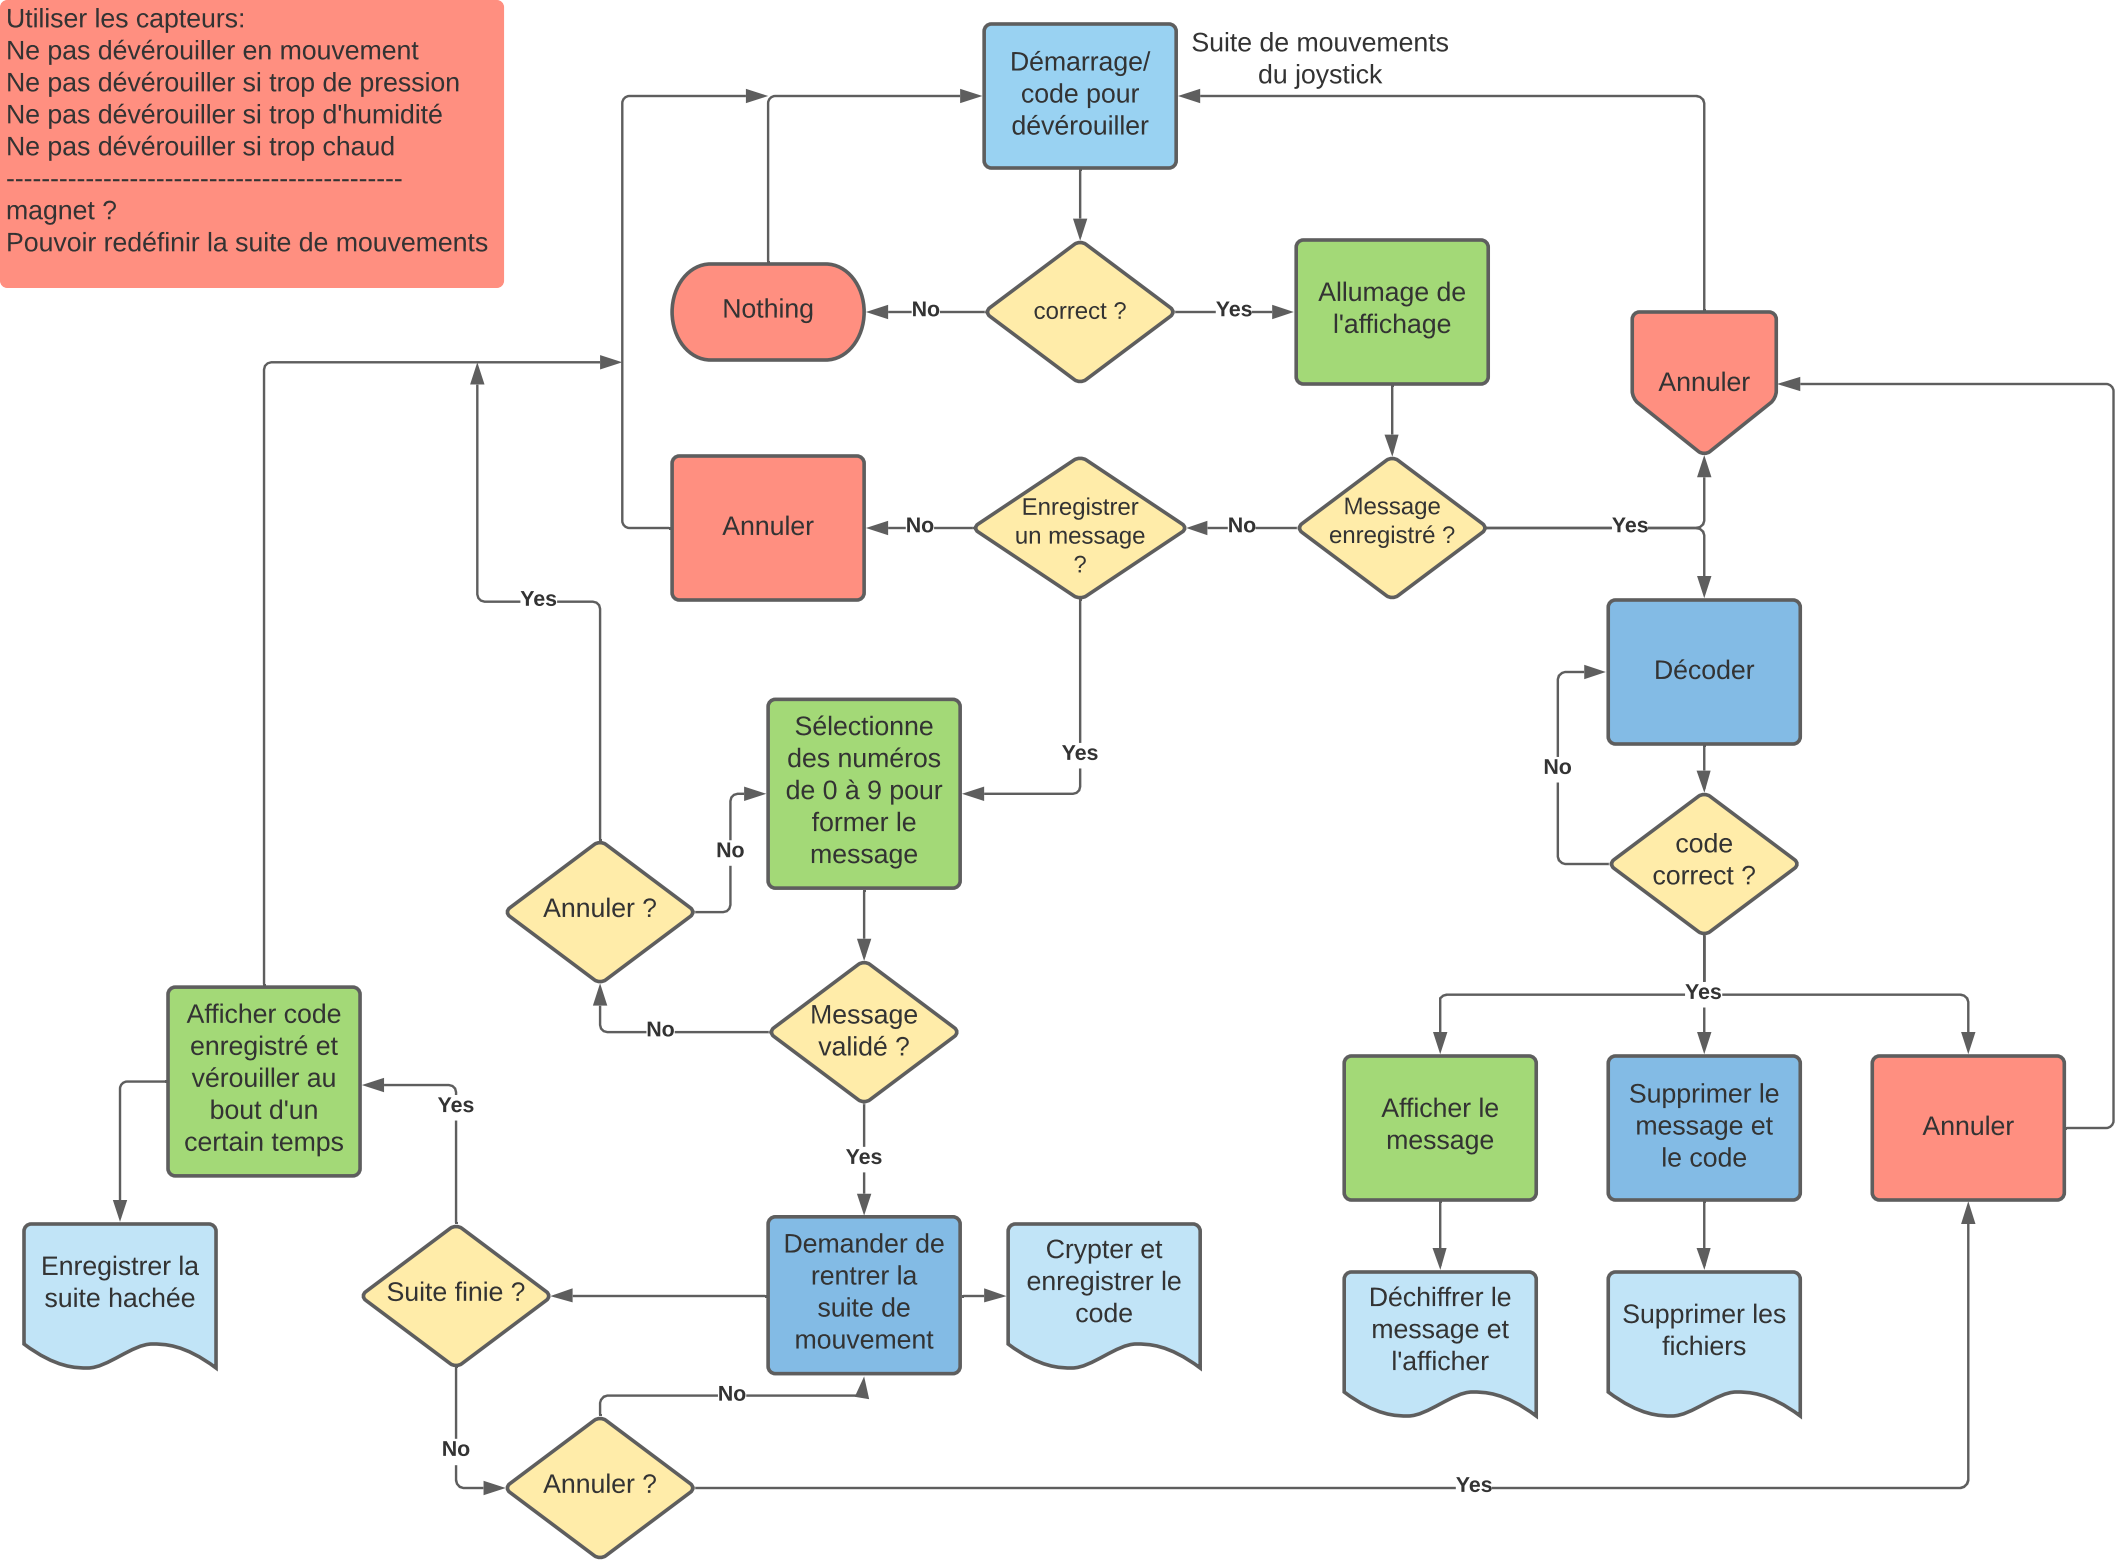 Utiliser les capteurs:
Ne pas dévérouiller en mouvement
Ne pas dévérouiller si trop de pression
Ne pas dévérouiller si trop d'humidité
Ne pas dévérouiller si trop chaud
---------------------------------------------
magnet ?
Pouvoir redéfinir la suite de mouvements
Démarrage/
code pour
dévérouiller
Suite de mouvements
du joystick
Nothing
No
correct ?
Yes
Allumage de
l'affichage
Annuler
Annuler
No
Enregistrer
un message
?
No
Message
enregistré ?
Yes
Yes
Décoder
Sélectionne
des numéros
de 0 à 9 pour
former le
message
Yes
No
No
code
correct ?
Annuler ?
Message
validé ?
No
Yes
Afficher code
enregistré et
vérouiller au
bout d'un
certain temps
Yes
Yes
Afficher le
message
Supprimer le
message et
le code
Annuler
Enregistrer la
suite hachée
Suite finie ?
Demander de
rentrer la
suite de
mouvement
Crypter et
enregistrer le
code
Déchiffrer le
message et
l'afficher
Supprimer les
fichiers
No
No
Annuler ?
Yes